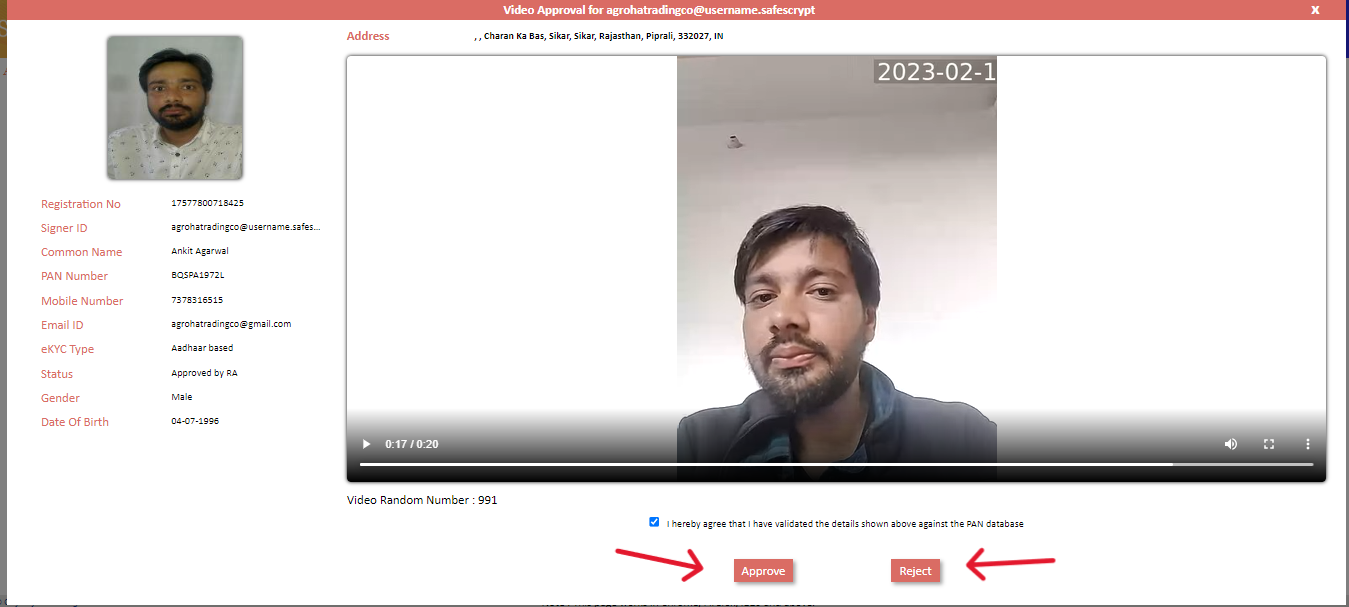 Video Approval for agrohatradingco@username.safescrypt
X
Address , , Charan Ka Bas, Sikar, Sikar, Rajasthan, Piprali, 332027, IN
2023-02-1
Registration No 17577800718425
Signer ID agrohatradingco@username.safes...
Common Name Ankit Agarwal
PAN Number BQSPA1972L
Mobile Number 7378316515
Email ID agrohatradingco@gmail.com
eKYC Type Aadhaar based
Status Approved by RA
Gender Male
Date Of Birth 04-07-1996
0:17 / 0:20
Video Random Number : 991
I hereby agree that I have validated the details shown above against the PAN database
Approve
Reject